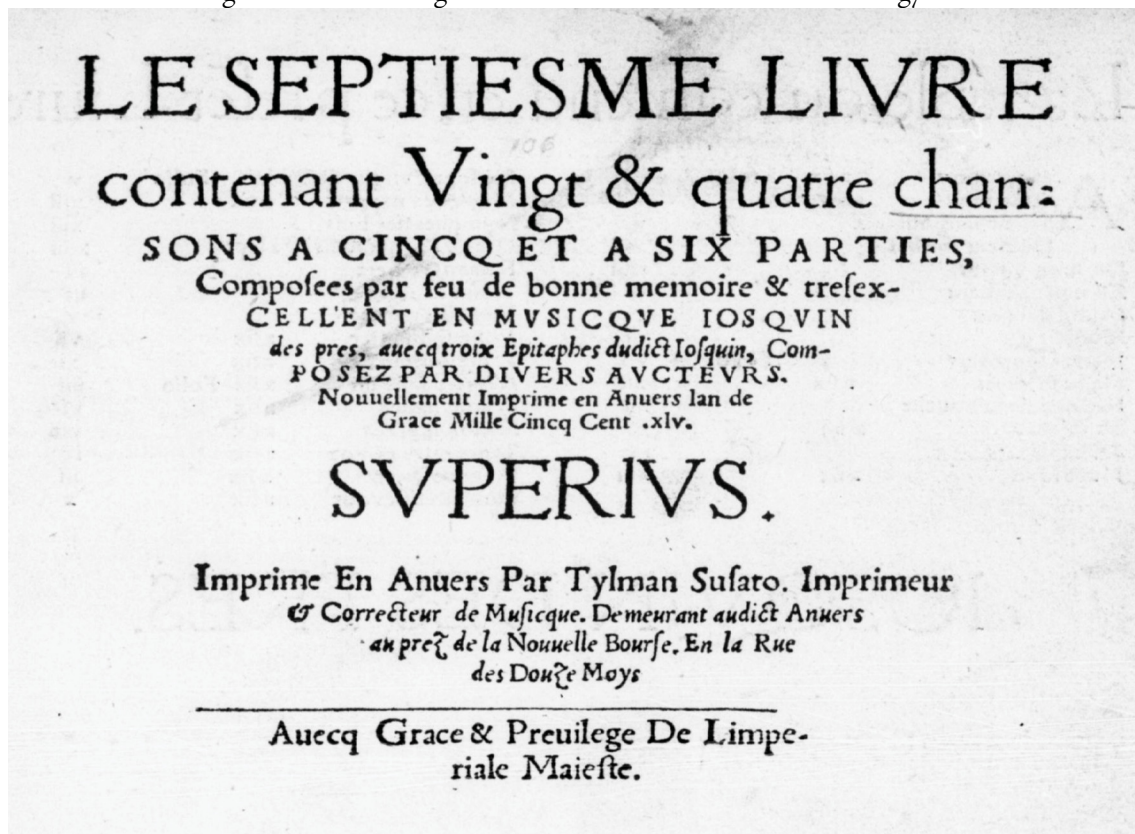 LE SEPTIESME LIVRE
contenant Vingt & quatre chan=
SONS A CINCQ ET A SIX PARTIES,
Composees par feu de bonne memoire & tresex-
CELLENT EN MVSICQVE IOSQVIN
des pres, auecq troix Epitaphes dudict Iosquin, Com-
POSEZ PAR DIVERS AVCTEVRS.
Nouuellement Imprime en Anuers lan de
Grace Mille Cincq Cent .xlv.
SVPERIVS.
Imprime En Anuers Par Tylman Susato. Imprimeur
& Correcteur de Musicque. Demeurant audict Anuers
au prez de la Nouuelle Bourse. En la Rue
des Douze Moys
Auecq Grace & Preuilege De Limpe-
riale Maieste.